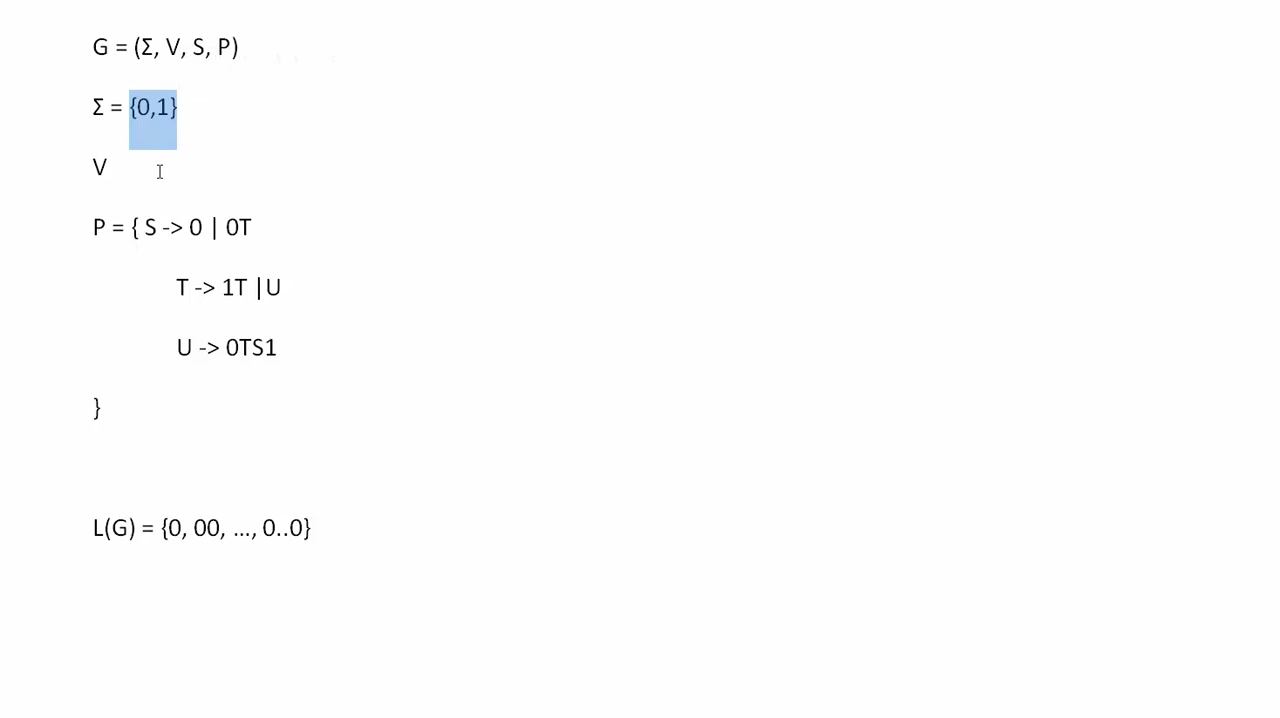 G = (Σ, V, S, P)
Σ = {0,1}
V
P = { S -> 0 | 0T
T -> 1T |U
U -> 0TS1
}
L(G) = {0, 00, ..., 0..0}